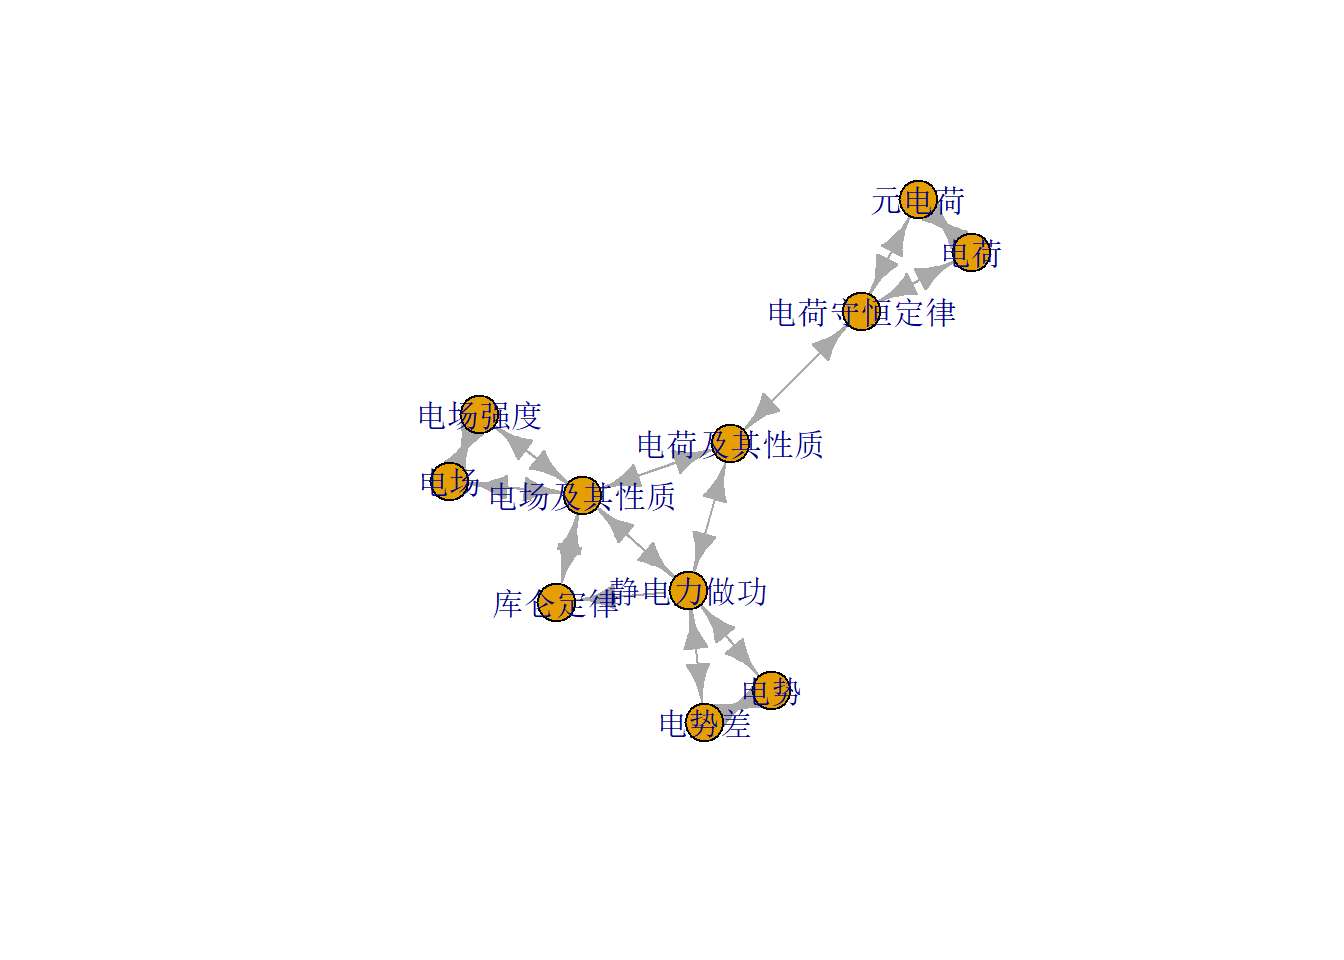 元电荷
电荷
电荷守恒定律
电场强度
电荷及其性质
电场
电场及其性质
静电力做功
库仑定律
电势
电势差